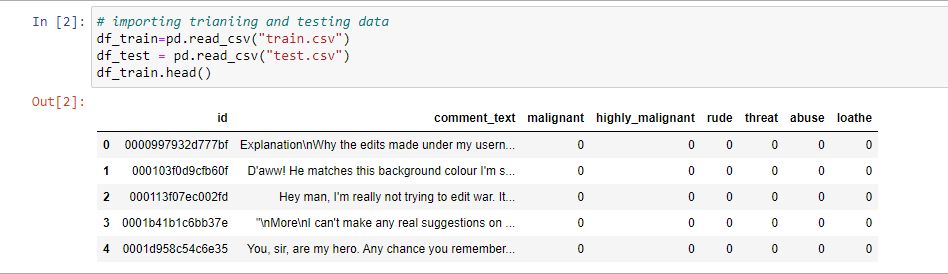 In [2]: # importing trianiing and testing data
df_train=pd.read_csv("train.csv")
df_test = pd.read_csv("test.csv")
df_train.head()
Out[2]:
id comment_text malignant highly_malignant rude threat abuse loathe
0 0000997932d777bf Explanation\nWhy the edits made under my usern... 0 0 0 0 0 0
1 000103f0d9cfb60f D'aww! He matches this background colour I'm s... 0 0 0 0 0 0
2 000113f07ec002fd Hey man, I'm really not trying to edit war. It... 0 0 0 0 0 0
3 0001b41b1c6bb37e "\nMore\nI can't make any real suggestions on ... 0 0 0 0 0 0
4 0001d958c54c6e35 You, sir, are my hero. Any chance you remember... 0 0 0 0 0 0